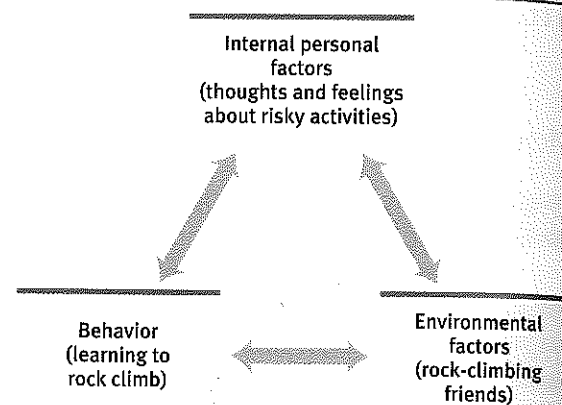 Internal personal
factors
(thoughts and feelings
about risky activities)
Behavior
(learning to
rock climb)
Environmental
factors
(rock-climbing
friends)